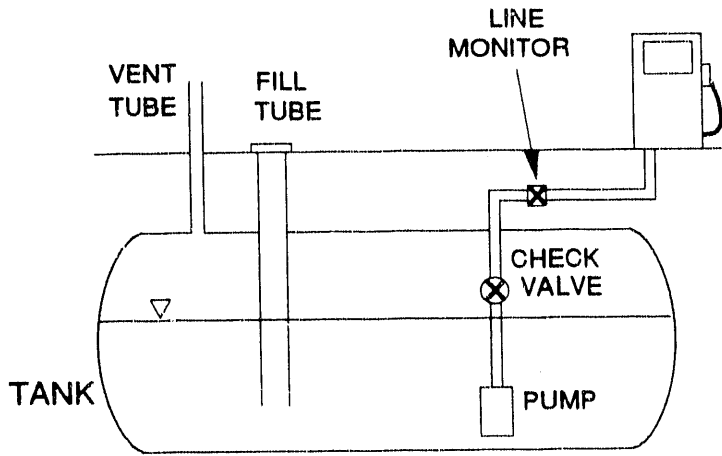 LINE
MONITOR
VENT
TUBE
FILL
TUBE
CHECK
VALVE
TANK
PUMP